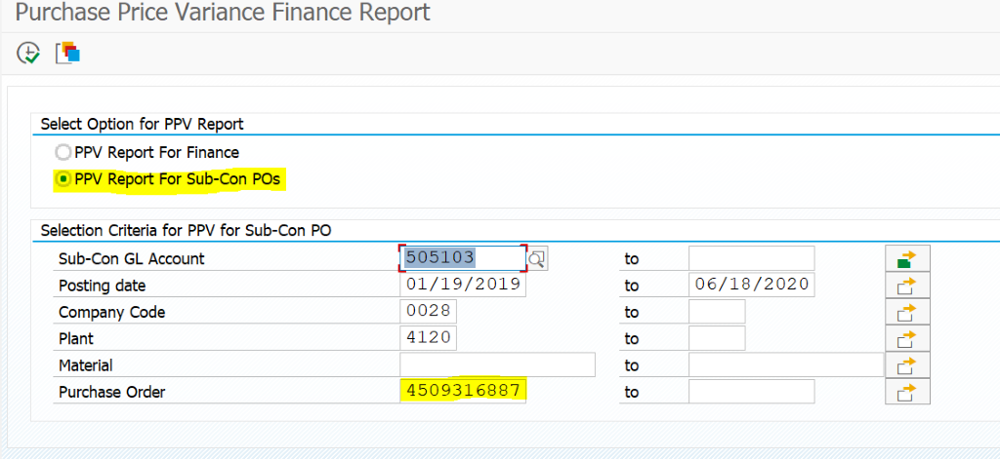 Purchase Price Variance Finance Report
Select Option for PPV Report
PPV Report For Finance
PPV Report For Sub-Con POs
Selection Criteria for PPV for Sub-Con PO
Sub-Con GL Account 505103 to
Posting date 01/19/2019 to 06/18/2020
Company Code 0028 to
Plant 4120 to
Material to
Purchase Order 4509316887 to